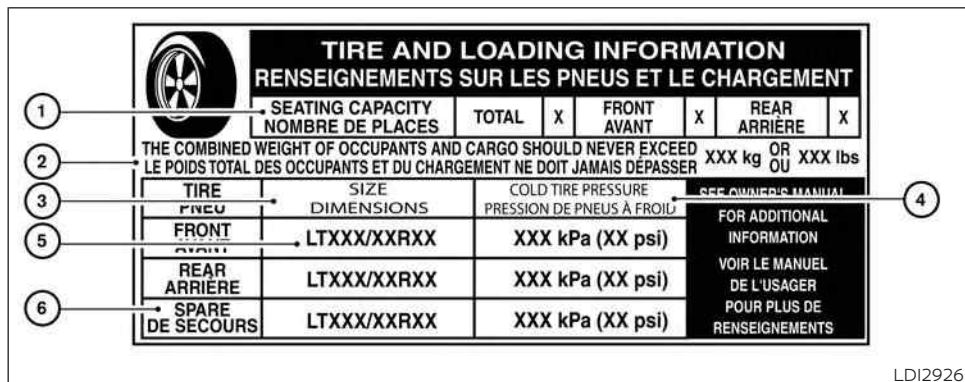 TIRE AND LOADING INFORMATION
RENSEIGNEMENTS SUR LES PNEUS ET LE CHARGEMENT
1
SEATING CAPACITY
NOMBRE DE PLACES
TOTAL
X
FRONT
AVANT
X
REAR
ARRIÈRE
X
2
THE COMBINED WEIGHT OF OCCUPANTS AND CARGO SHOULD NEVER EXCEED
LE POIDS TOTAL DES OCCUPANTS ET DU CHARGEMENT NE DOIT JAMAIS DÉPASSER
XXX kg
OR
OU
XXX lbs
3
TIRE
PNEU
SIZE
DIMENSIONS
COLD TIRE PRESSURE
PRESSION DE PNEUS À FROID
4
5
FRONT
AVANT
LTXXX/XXRXX
XXX kPa (XX psi)
REAR
ARRIÈRE
LTXXX/XXRXX
XXX kPa (XX psi)
6
SPARE
DE SECOURS
LTXXX/XXRXX
XXX kPa (XX psi)
SEE OWNER'S MANUAL
FOR ADDITIONAL
INFORMATION
VOIR LE MANUEL
DE L'USAGER
POUR PLUS DE
RENSEIGNEMENTS
LDI2926